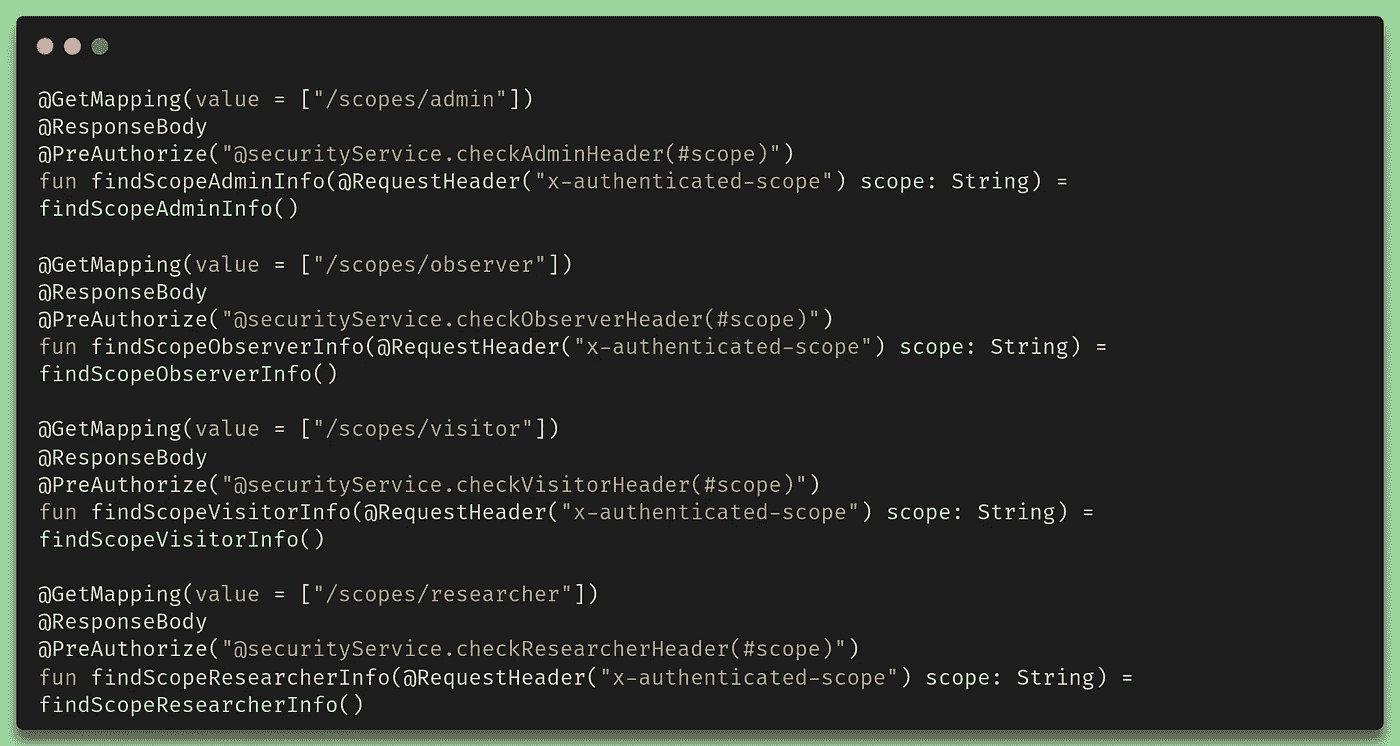 @GetMapping(value = ["/scopes/admin"])
@ResponseBody
@PreAuthorize("@securityService.checkAdminHeader(#scope)")
fun findScopeAdminInfo(@RequestHeader("x-authenticated-scope") scope: String) =
findScopeAdminInfo()
@GetMapping(value = ["/scopes/observer"])
@ResponseBody
@PreAuthorize("@securityService.checkObserverHeader(#scope)")
fun findScopeObserverInfo(@RequestHeader("x-authenticated-scope") scope: String) =
findScopeObserverInfo()
@GetMapping(value = ["/scopes/visitor"])
@ResponseBody
@PreAuthorize("@securityService.checkVisitorHeader(#scope)")
fun findScopeVisitorInfo(@RequestHeader("x-authenticated-scope") scope: String) =
findScopeVisitorInfo()
@GetMapping(value = ["/scopes/researcher"])
@ResponseBody
@PreAuthorize("@securityService.checkResearcherHeader(#scope)")
fun findScopeResearcherInfo(@RequestHeader("x-authenticated-scope") scope: String) =
findScopeResearcherInfo()